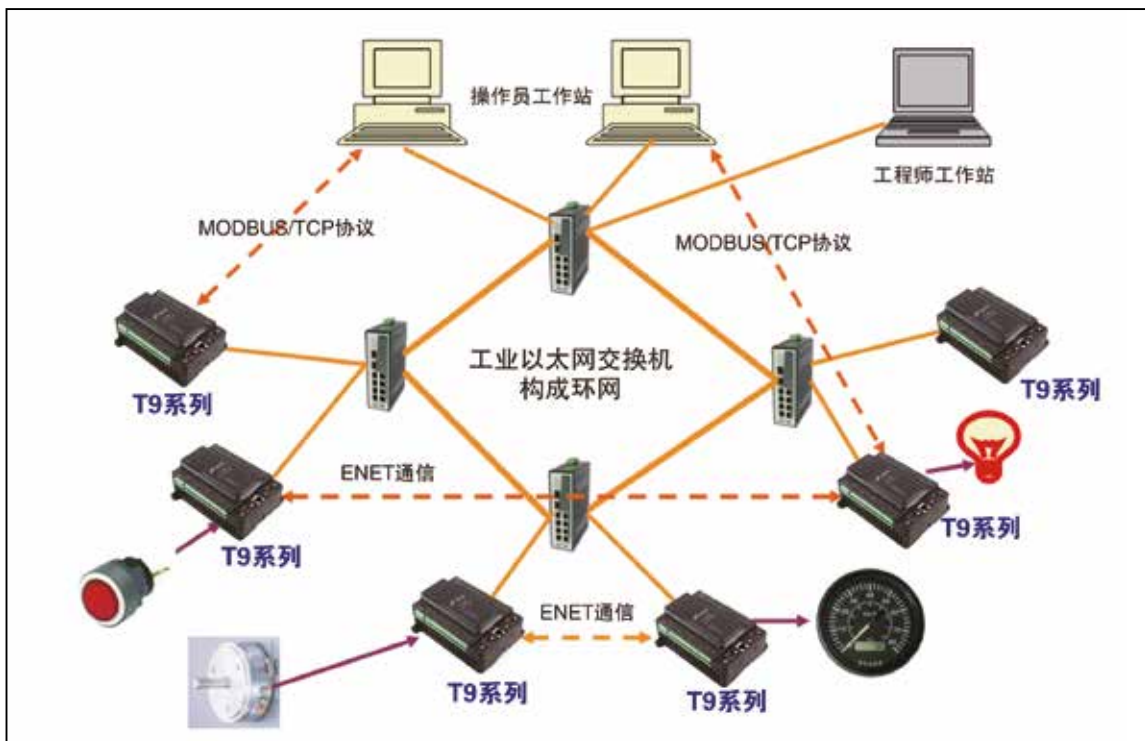 操作员工作站
工程师工作站
MODBUS/TCP协议
MODBUS/TCP协议
工业以太网交换机
构成环网
T9系列
T9系列
ENET通信
T9系列
T9系列
ENET通信
T9系列
T9系列